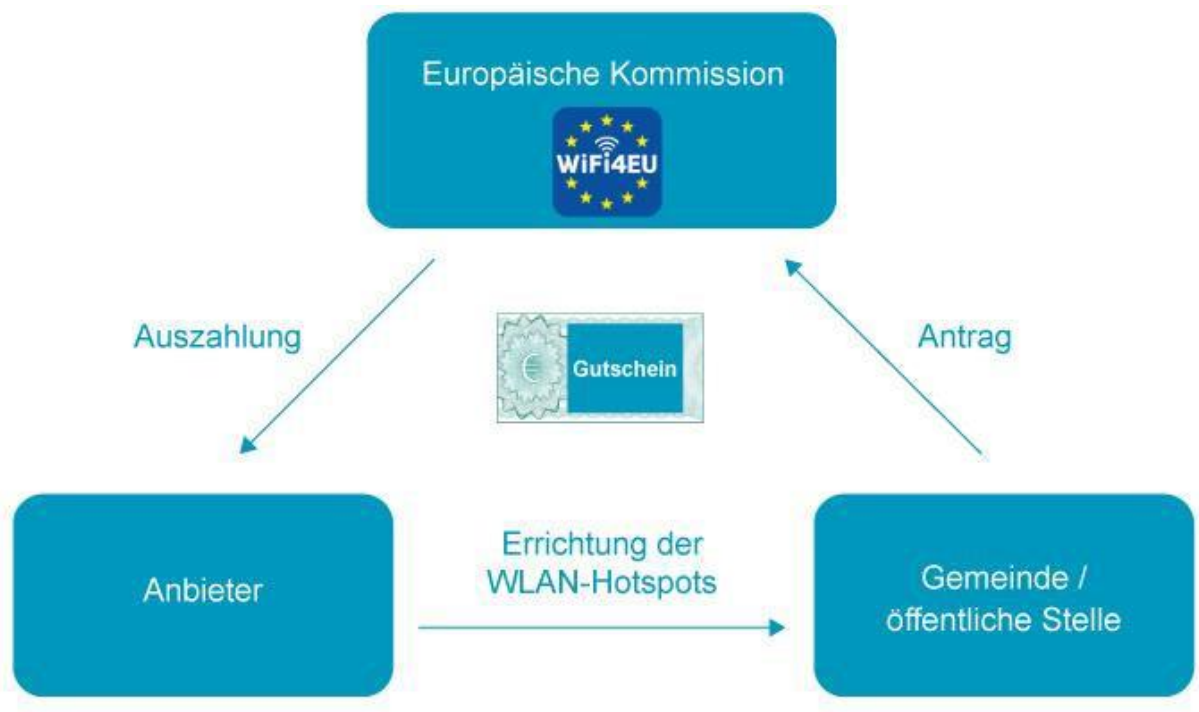 Europäische Kommission
WiFi4EU
Auszahlung
Antrag
€
Gutschein
Errichtung der
WLAN-Hotspots
Anbieter
Gemeinde /
öffentliche Stelle